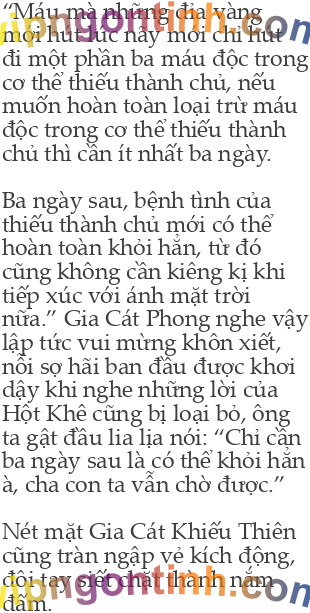 “Máu mà những đỉa vàng
mới hút lúc này mới chỉ hút
đi một phần ba máu độc trong
cơ thể thiếu thành chủ, nếu
muốn hoàn toàn loại trừ máu
độc trong cơ thể thiếu thành
chủ thì cần ít nhất ba ngày.
Ba ngày sau, bệnh tình của
thiếu thành chủ mới có thể
hoàn toàn khỏi hẳn, từ đó
cũng không cần kiêng kị khi
tiếp xúc với ánh mặt trời
nữa.” Gia Cát Phong nghe vậy
lập tức vui mừng khôn xiết,
nỗi sợ hãi ban đầu được khơi
dậy khi nghe những lời của
Hột Khê cũng bị loại bỏ, ông
ta gật đầu lia lịa nói: “Chỉ cần
ba ngày sau là có thể khỏi hẳn
à, cha con ta vẫn chờ được.”
Nét mặt Gia Cát Khiếu Thiên
cũng tràn ngập vẻ kích động,
đôi tay siết chặt thành nắm
đấm.
vipngontinh.com
vipngontinh.com